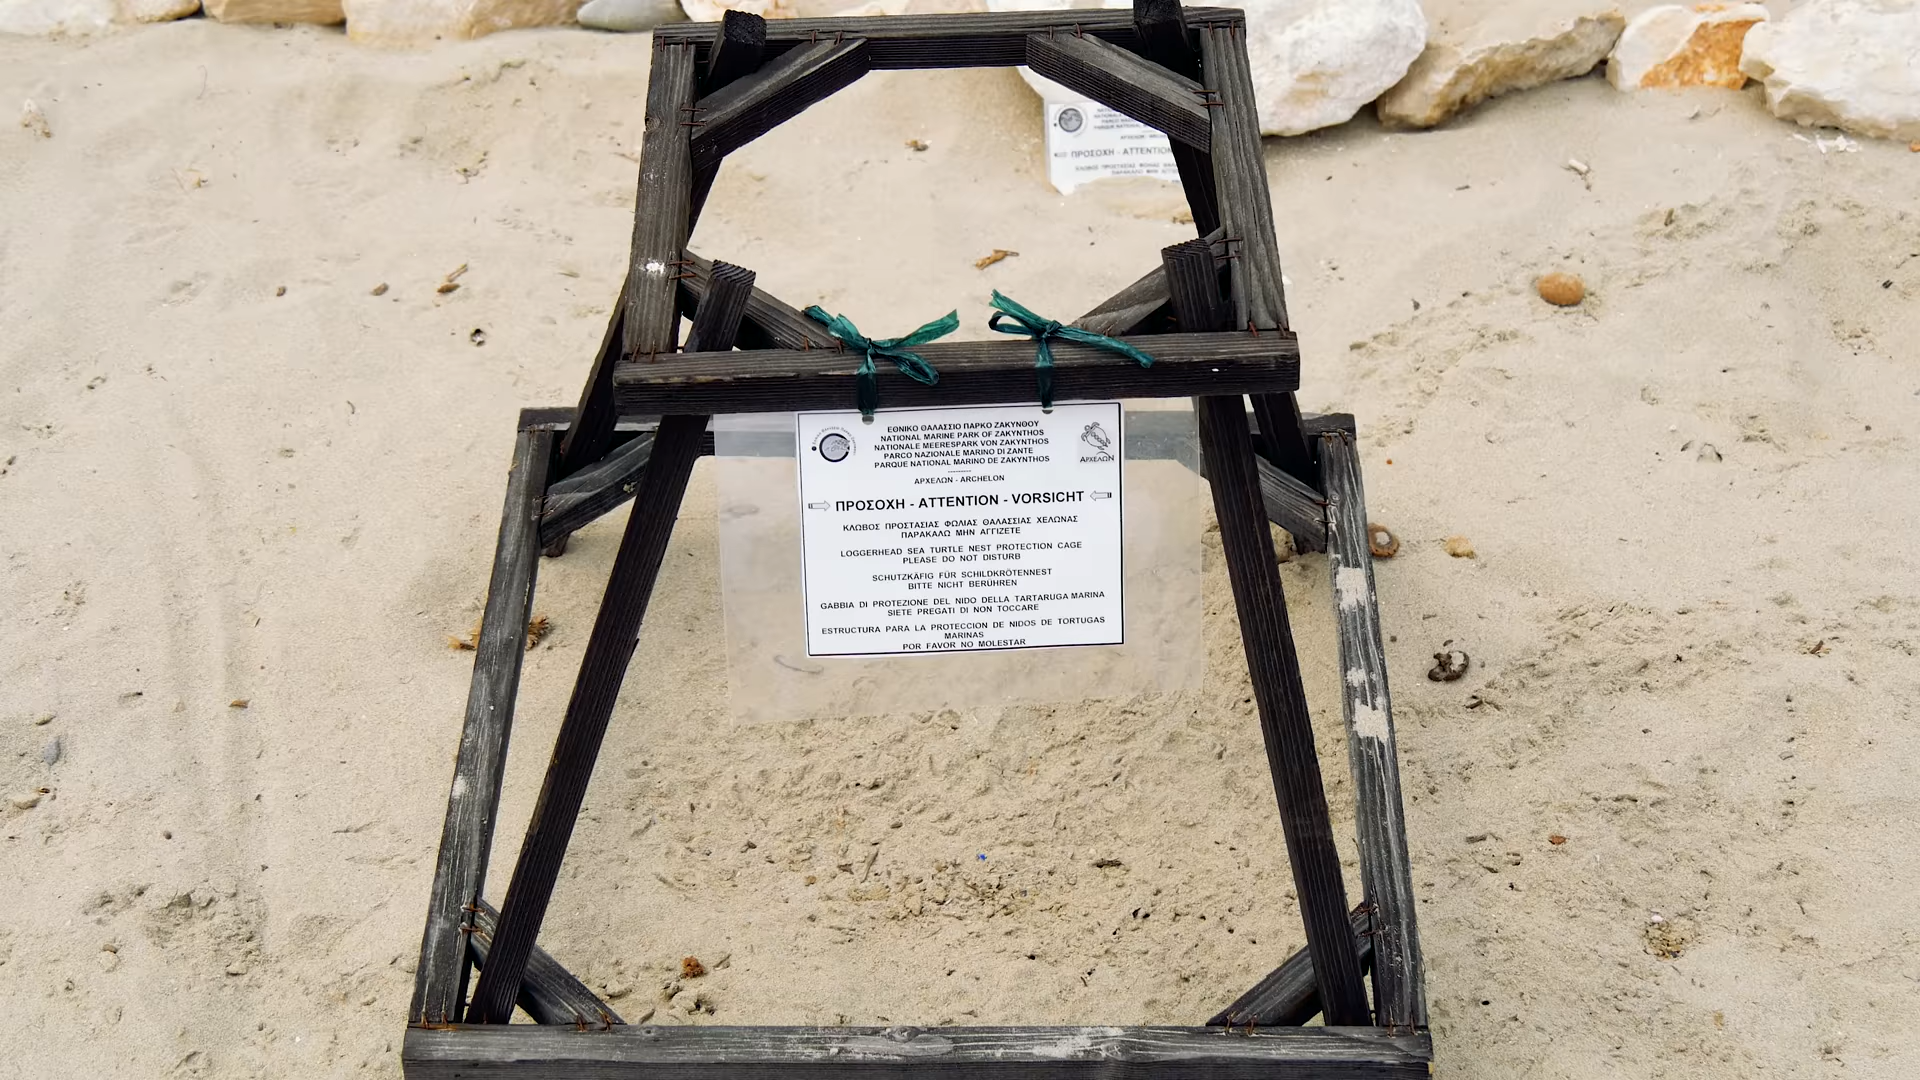 ΠΡΟΣΟΧΗ - ATTENTION
ΕΘΝΙΚΟ ΘΑΛΑΣΣΙΟ ΠΑΡΚΟ ΖΑΚΥΝΘΟΥ
NATIONAL MARINE PARK OF ZAKYNTHOS
NATIONALE MEERESPARK VON ZAKYNTHOS
PARCO NAZIONALE MARINO DI ZANTE
PARQUE NATIONAL MARINO DE ZAKYNTHOS
----------
ΑΡΧΕΛΩΝ
ΑΡΧΕΛΩΝ - ARCHELON
ΠΡΟΣΟΧΗ - ATTENTION - VORSICHT
ΚΛΩΒΟΣ ΠΡΟΣΤΑΣΙΑΣ ΦΩΛΙΑΣ ΘΑΛΑΣΣΙΑΣ ΧΕΛΩΝΑΣ
ΠΑΡΑΚΑΛΩ ΜΗΝ ΑΓΓΙΖΕΤΕ
LOGGERHEAD SEA TURTLE NEST PROTECTION CAGE
PLEASE DO NOT DISTURB
SCHUTZKÄFIG FÜR SCHILDKRÖTENNEST
BITTE NICHT BERÜHREN
GABBIA DI PROTEZIONE DEL NIDO DELLA TARTARUGA MARINA
SIETE PREGATI DI NON TOCCARE
ESTRUCTURA PARA LA PROTECCION DE NIDOS DE TORTUGAS
MARINAS
POR FAVOR NO MOLESTAR